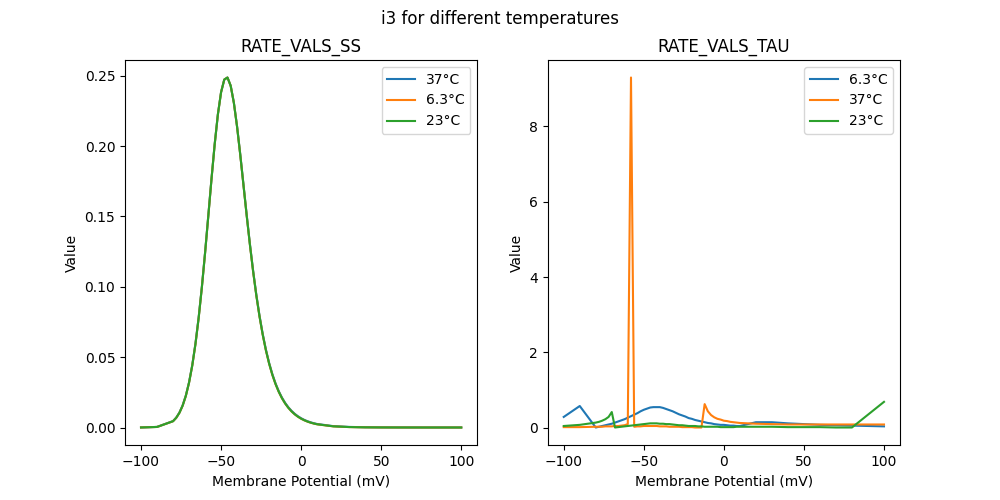 i3 for different temperatures
RATE_VALS_SS
RATE_VALS_TAU
0.25
0.20
0.15
0.10
0.05
0.00
Value
37°C
6.3°C
23°C
−100
−50
0
50
100
Membrane Potential (mV)
8
6
4
2
0
Value
6.3°C
37°C
23°C
−100
−50
0
50
100
Membrane Potential (mV)